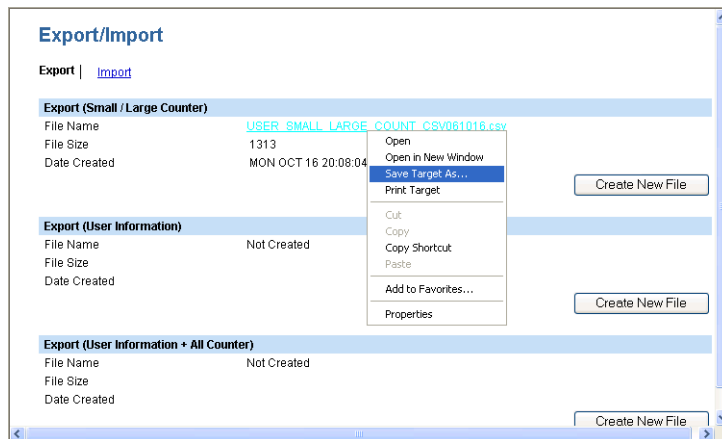 Export/Import
Export | Import
Export (Small / Large Counter)
File Name USER_SMALL_LARGE_COUNT_CSV061016.csv
File Size 1313
Date Created MON OCT 16 20:08:04
Open
Open in New Window
Save Target As...
Print Target
Cut
Copy
Copy Shortcut
Paste
Add to Favorites...
Properties
Create New File
Export (User Information)
File Name Not Created
File Size
Date Created
Create New File
Export (User Information + All Counter)
File Name Not Created
File Size
Date Created
Create New File